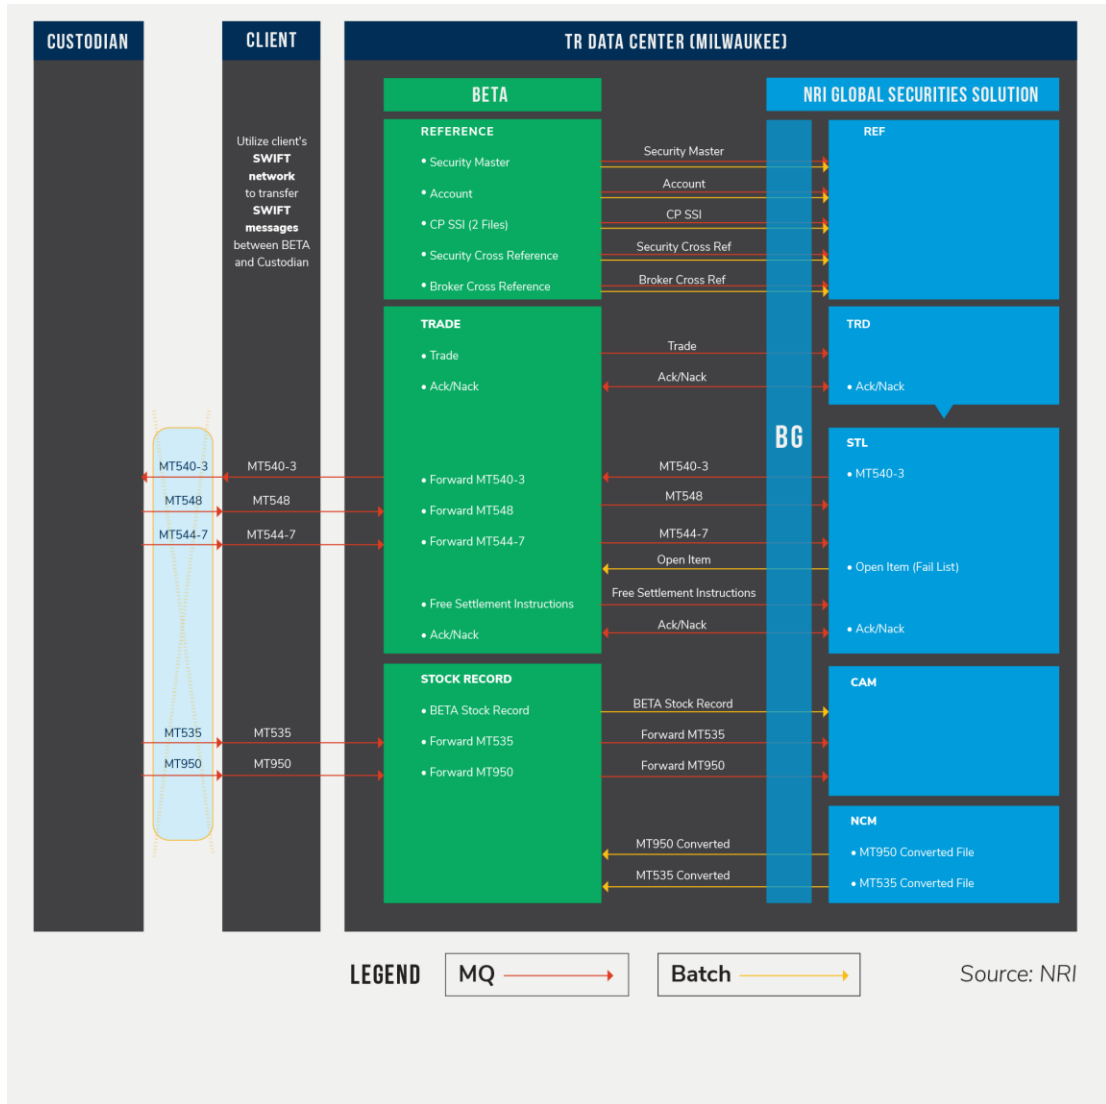 CUSTODIAN
CLIENT
TR DATA CENTER (MILWAUKEE)
Utilize client's
SWIFT
network
to transfer
SWIFT
messages
between BETA
and Custodian
BETA
NRI GLOBAL SECURITIES SOLUTION
REFERENCE
• Security Master
• Account
• CP SSI (2 Files)
• Security Cross Reference
• Broker Cross Reference
Security Master
Account
CP SSI
Security Cross Ref
Broker Cross Ref
BG
REF
TRADE
• Trade
• Ack/Nack
Trade
Ack/Nack
TRD
• Ack/Nack
MT540-3
MT548
MT544-7
MT540-3
MT548
MT544-7
• Forward MT540-3
• Forward MT548
• Forward MT544-7
• Free Settlement Instructions
• Ack/Nack
MT540-3
MT548
MT544-7
Open Item
Free Settlement Instructions
Ack/Nack
STL
• MT540-3
• Open Item (Fail List)
• Ack/Nack
MT535
MT950
MT535
MT950
STOCK RECORD
• BETA Stock Record
• Forward MT535
• Forward MT950
BETA Stock Record
Forward MT535
Forward MT950
CAM
MT950 Converted
MT535 Converted
NCM
• MT950 Converted File
• MT535 Converted File
LEGEND
MQ
Batch
Source: NRI